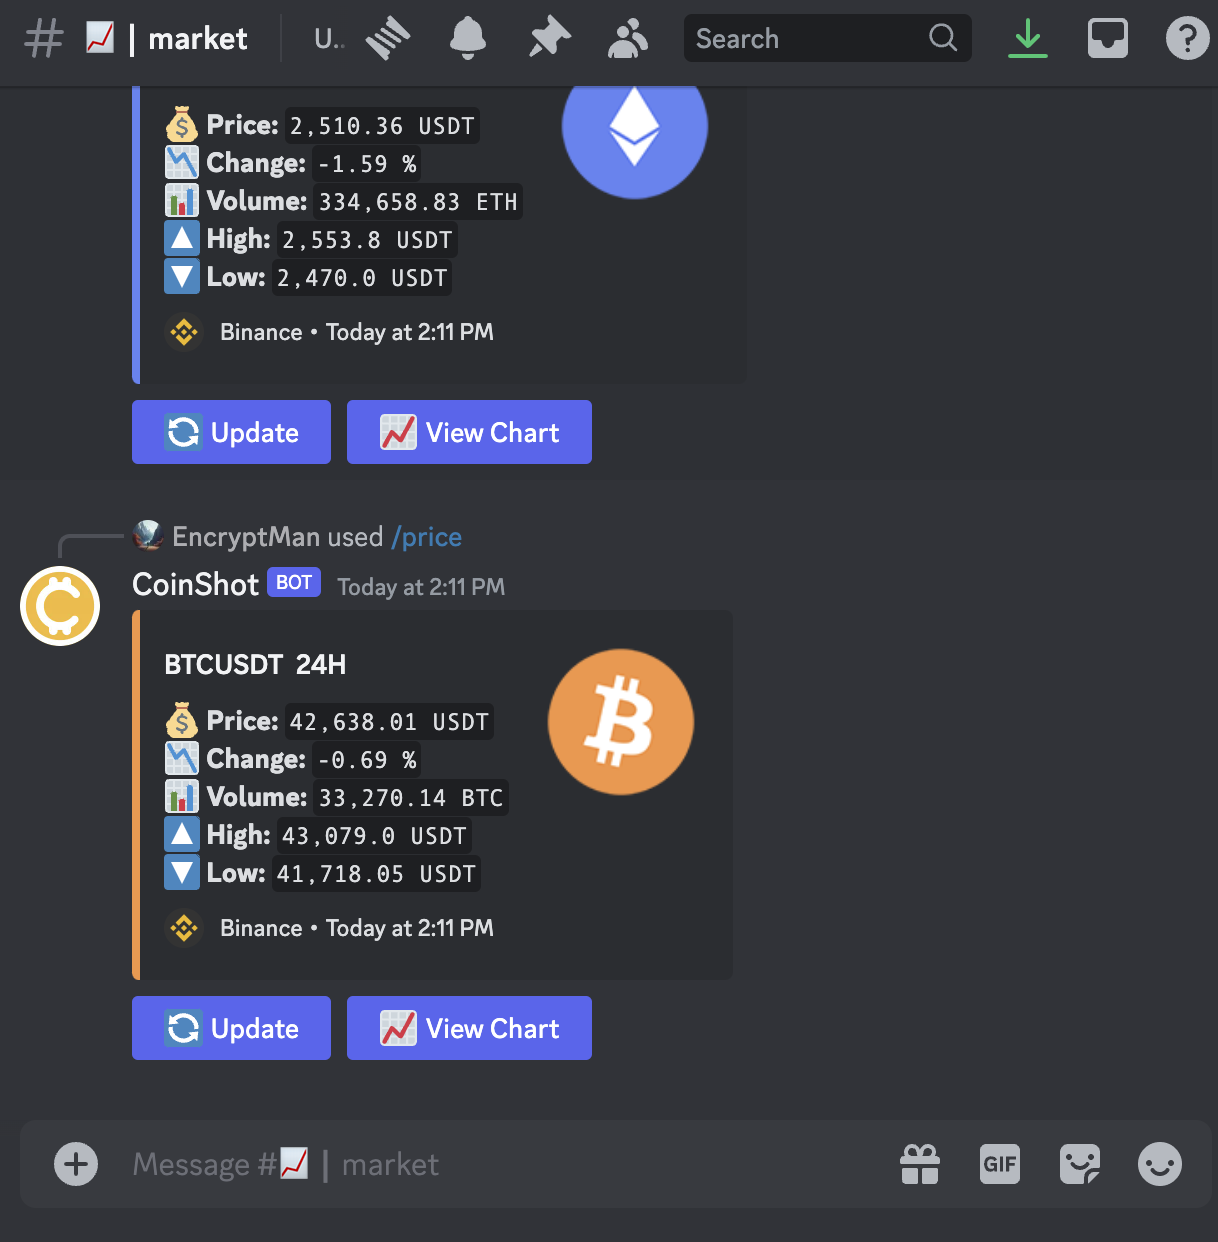 | market
U..
Search
Price: 2,510.36 USDT
Change: -1.59 %
Volume: 334,658.83 ETH
High: 2,553.8 USDT
Low: 2,470.0 USDT
Binance • Today at 2:11 PM
Update
View Chart
EncryptMan used /price
CoinShot BOT Today at 2:11 PM
BTCUSDT 24H
Price: 42,638.01 USDT
Change: -0.69 %
Volume: 33,270.14 BTC
High: 43,079.0 USDT
Low: 41,718.05 USDT
Binance • Today at 2:11 PM
Update
View Chart
Message # | market
GIF